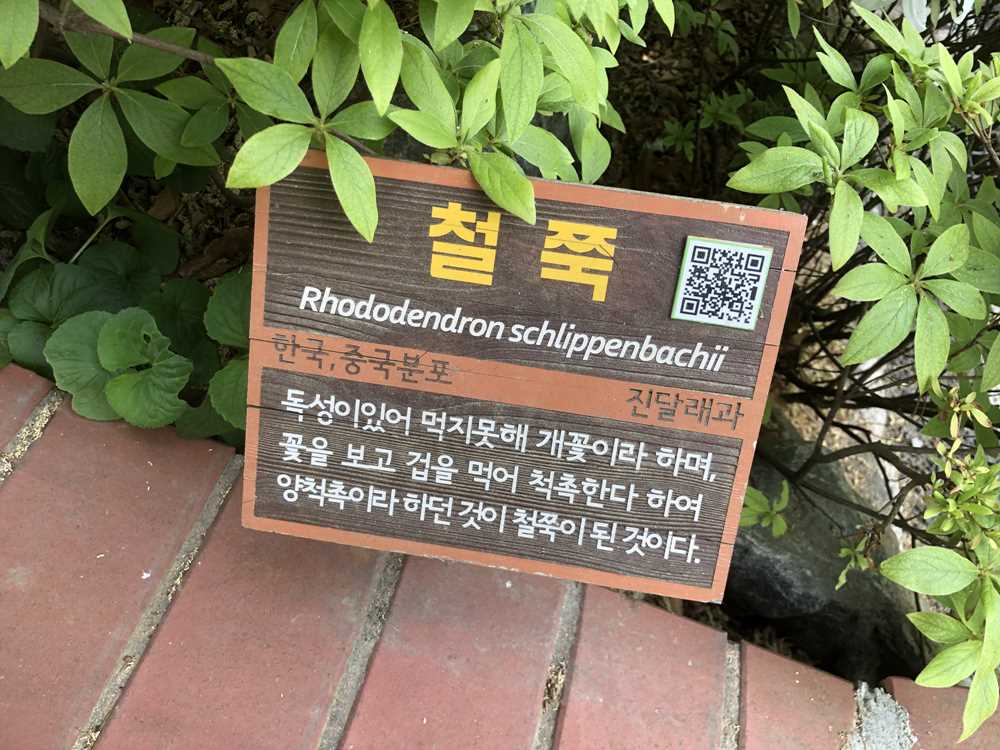 철쭉
Rhododendron schlippenbachii
한국,중국분포
진달래과
독성이있어 먹지못해 개꽃이라 하며,
꽃을 보고 겁을 먹어 척촉한다 하여
양척촉이라 하던 것이 철쭉이 된 것이다.